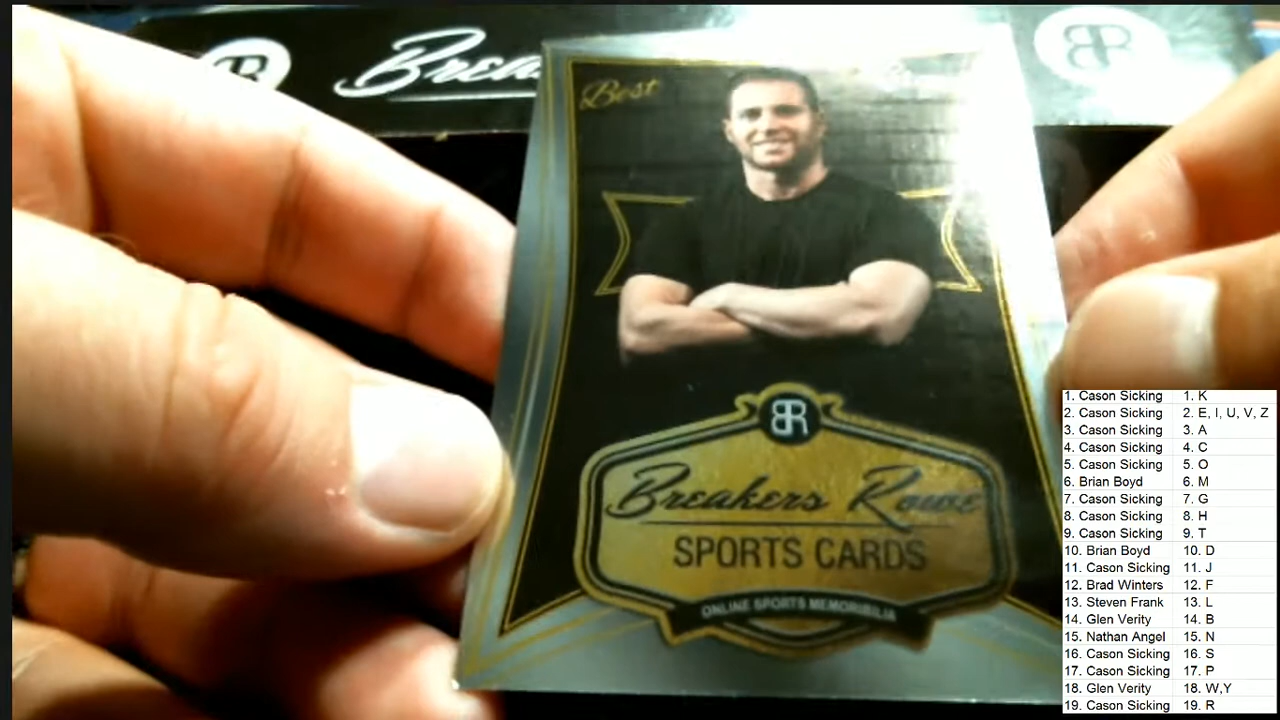 BR
BR
Best
BR
Breakers Rowe
SPORTS CARDS
ONLINE SPORTS MEMORIBILIA
1. Cason Sicking 1. K
2. Cason Sicking 2. E, I, U, V, Z
3. Cason Sicking 3. A
4. Cason Sicking 4. C
5. Cason Sicking 5. O
6. Brian Boyd 6. M
7. Cason Sicking 7. G
8. Cason Sicking 8. H
9. Cason Sicking 9. T
10. Brian Boyd 10. D
11. Cason Sicking 11. J
12. Brad Winters 12. F
13. Steven Frank 13. L
14. Glen Verity 14. B
15. Nathan Angel 15. N
16. Cason Sicking 16. S
17. Cason Sicking 17. P
18. Glen Verity 18. W,Y
19. Cason Sicking 19. R